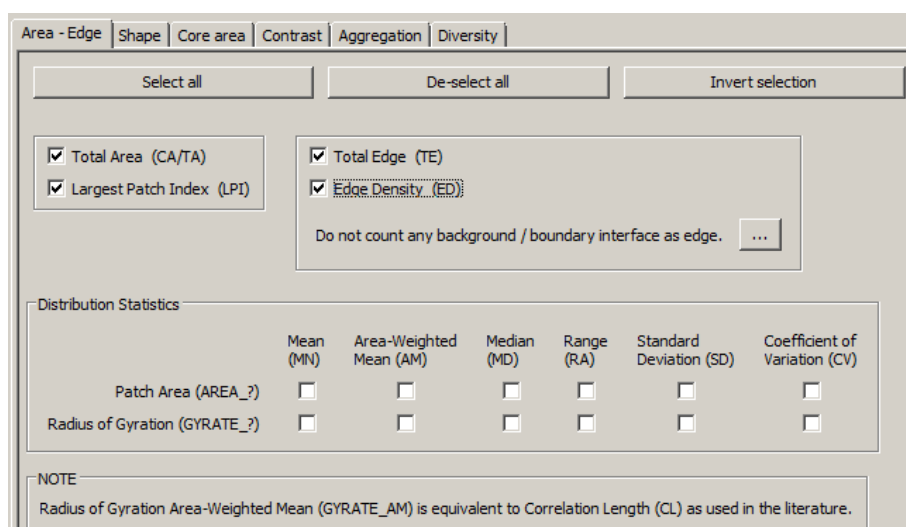 Area - Edge Shape Core area Contrast Aggregation Diversity
Select all De-select all Invert selection
Total Area (CA/TA) Total Edge (TE)
Largest Patch Index (LPI) Edge Density (ED)
Do not count any background / boundary interface as edge. ...
Distribution Statistics
Mean Area-Weighted Median Range Standard Coefficient of
(MN) Mean (AM) (MD) (RA) Deviation (SD) Variation (CV)
Patch Area (AREA_?)
Radius of Gyration (GYRATE_?)
NOTE
Radius of Gyration Area-Weighted Mean (GYRATE_AM) is equivalent to Correlation Length (CL) as used in the literature.